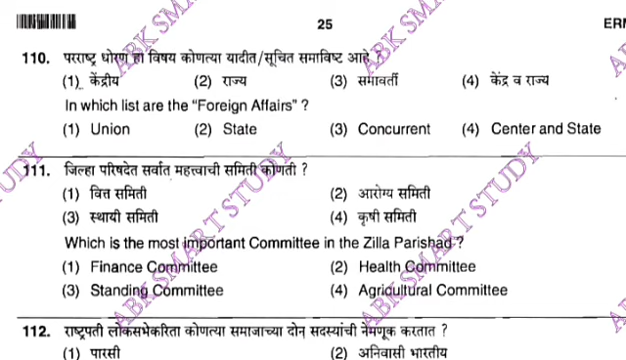 25
ERN
110. परराष्ट्र धोरण हा विषय कोणत्या यादीत/सूचित समाविष्ट आहे ?
(1) केंद्रीय (2) राज्य (3) समावर्ती (4) केंद्र व राज्य
In which list are the “Foreign Affairs” ?
(1) Union (2) State (3) Concurrent (4) Center and State
111. जिल्हा परिषदेत सर्वात महत्त्वाची समिती कोणती ?
(1) वित्त समिती (2) आरोग्य समिती
(3) स्थायी समिती (4) कृषी समिती
Which is the most important Committee in the Zilla Parishad ?
(1) Finance Committee (2) Health Committee
(3) Standing Committee (4) Agricultural Committee
112. राष्ट्रपती लोकसभेकरिता कोणत्या समाजाच्या दोन सदस्यांची नेमणूक करतात ?
(1) पारसी (2) अनिवासी भारतीय
ABK SMART STUDY